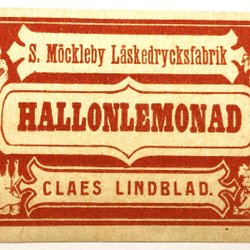 S. Möckleby Läskedrycksfabrik
HALLONLEMONAD
CLAES LINDBLAD.